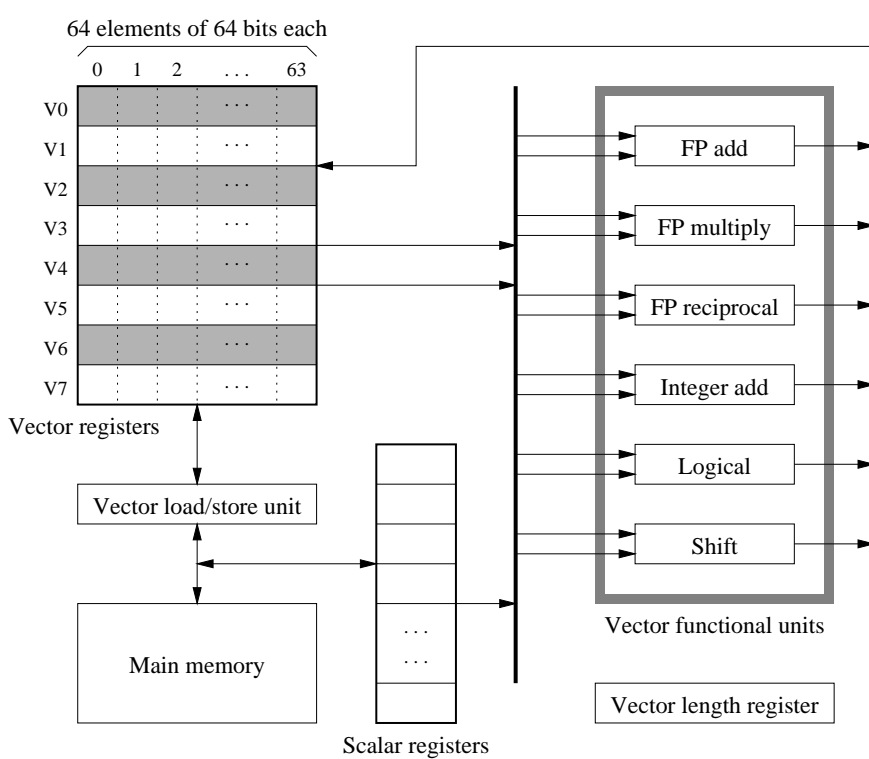 64 elements of 64 bits each
0 1 2 . . . 63
V0 . . .
V1 . . .
V2 . . .
V3 . . .
V4 . . .
V5 . . .
V6 . . .
V7 . . .
Vector registers
Vector load/store unit
Main memory
. . .
. . .
Scalar registers
FP add
FP multiply
FP reciprocal
Integer add
Logical
Shift
Vector functional units
Vector length register